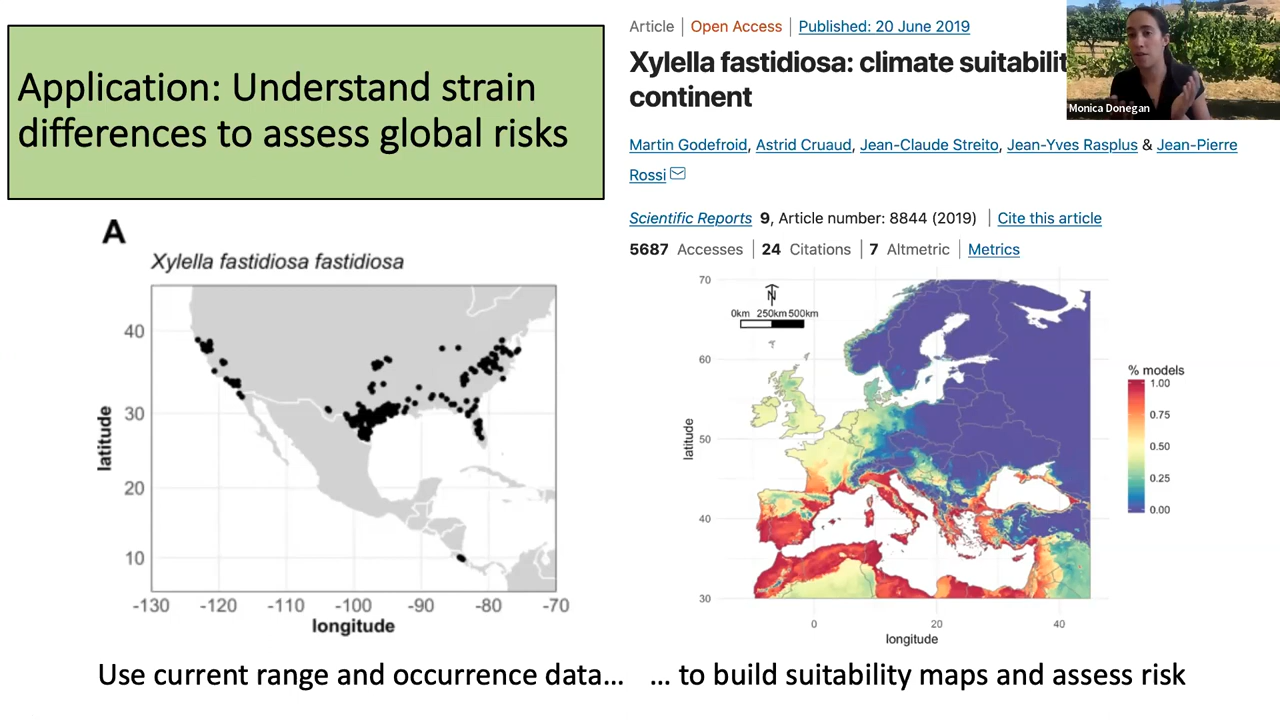 Application: Understand strain
differences to assess global risks
Article | Open Access | Published: 20 June 2019
Xylella fastidiosa: climate suitabilit
continent
Monica Donegan
Martin Godefroid, Astrid Cruaud, Jean-Claude Streito, Jean-Yves Rasplus & Jean-Pierre
Rossi
Scientific Reports 9, Article number: 8844 (2019) | Cite this article
5687 Accesses | 24 Citations | 7 Altmetric | Metrics
A
Xylella fastidiosa fastidiosa
latitude
40
30
20
10
-130 -120 -110 -100 -90 -80 -70
longitude
N
0km 250km 500km
latitude
70
60
50
40
30
0 20 40
longitude
% models
1.00
0.75
0.50
0.25
0.00
Use current range and occurrence data… … to build suitability maps and assess risk